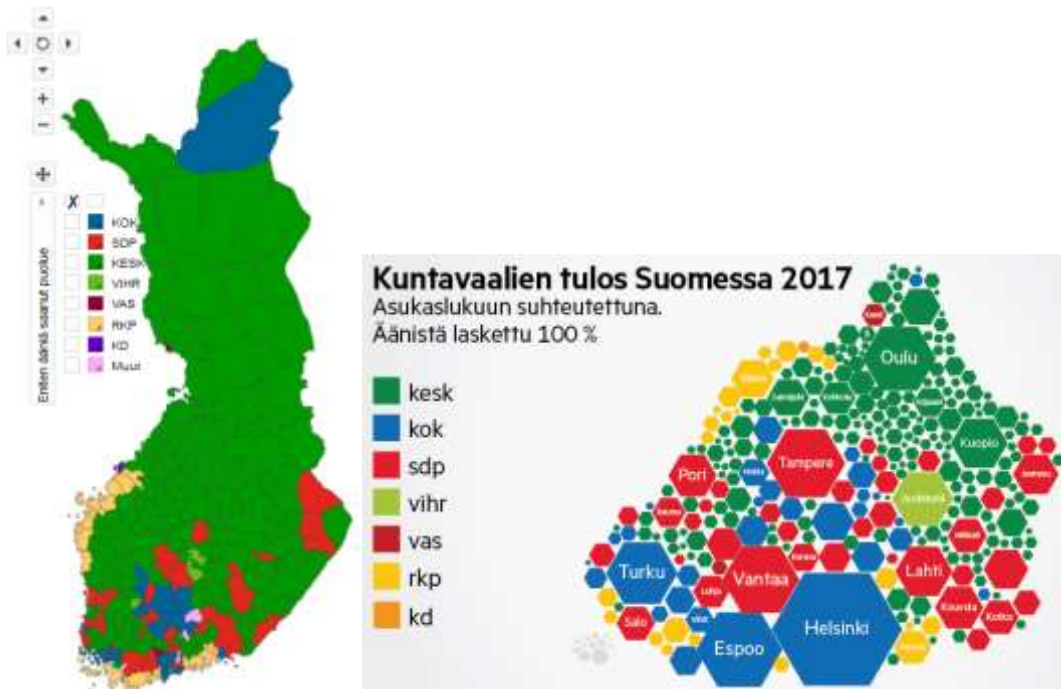 X
KOK
SDP
KESK
VIHR
VAS
RKP
KD
Muut
Eniten ääniä saanut puolue
Kuntavaalien tulos Suomessa 2017
Asukaslukuun suhteutettuna.
Äänistä laskettu 100 %
kesk
kok
sdp
vihr
vas
rkp
kd
Oulu
Kuopio
Tampere
Pori
Turku
Vantaa
Lahti
Lohja
Kouvola
Kotka
Salo
Helsinki
Espoo